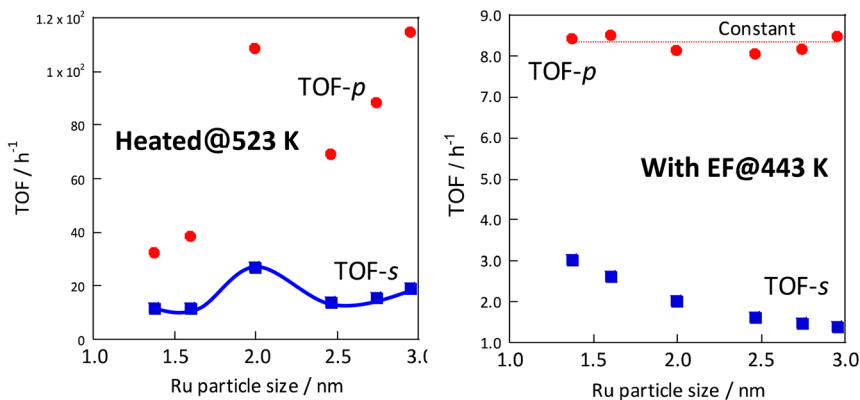 1.2 x 10²
1 x 10²
80
60
40
20
0
TOF / h⁻¹
TOF-p
Heated@523 K
TOF-s
1.0
1.5
2.0
2.5
3.0
Ru particle size / nm
9.0
8.0
7.0
6.0
5.0
4.0
3.0
2.0
1.0
TOF / h⁻¹
Constant
TOF-p
With EF@443 K
TOF-s
1.0
1.5
2.0
2.5
3.0
Ru particle size / nm